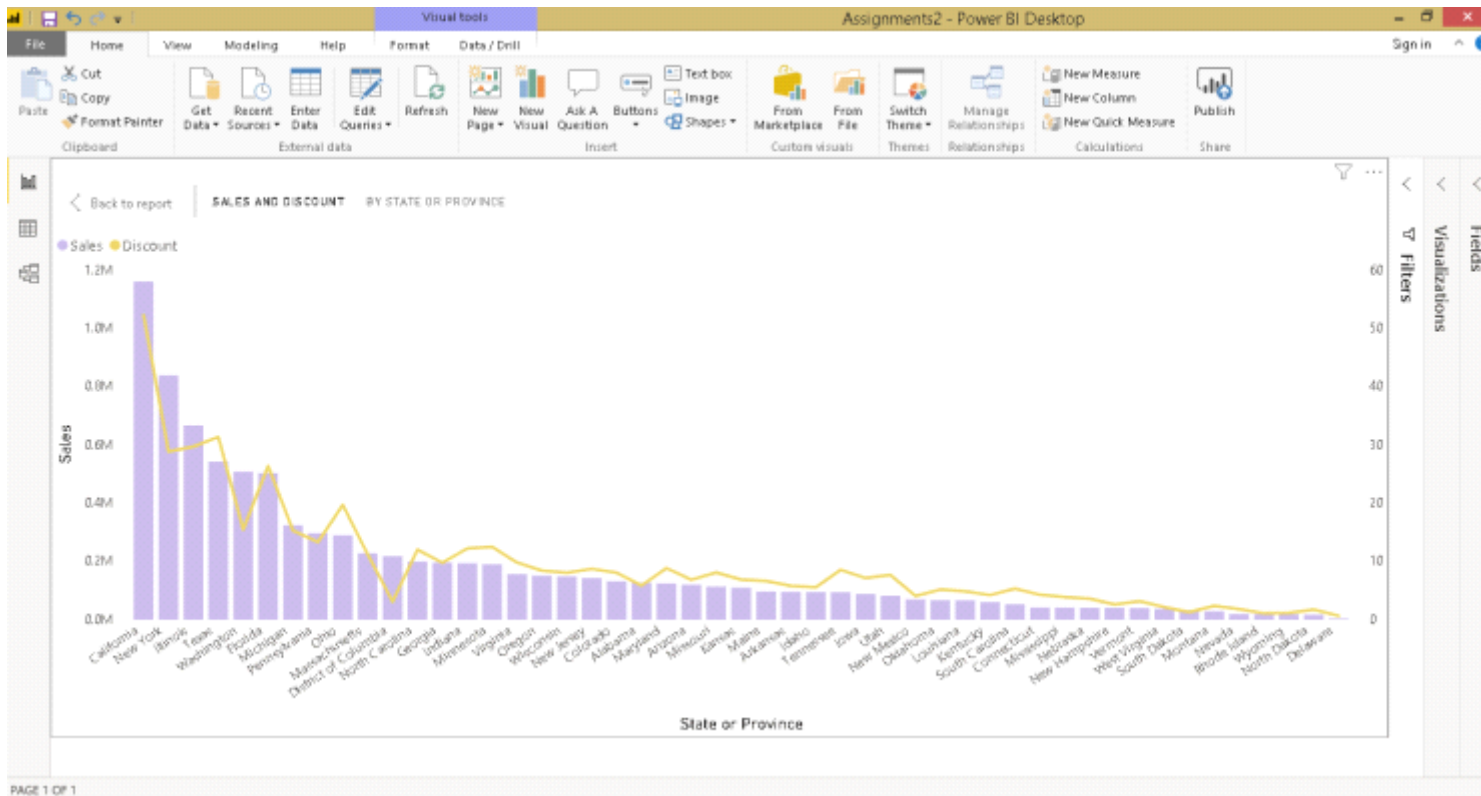 Visual tools
Assignments2 - Power BI Desktop
File Home View Modeling Help Format Data / Drill
Sign in
Paste
Cut
Copy
Format Painter
Clipboard
Get Data
Recent Sources
Enter Data
Edit Queries
Refresh
External data
New Page
New Visual
Ask A Question
Buttons
Text box
Image
Shapes
Insert
From Marketplace
From File
Custom visuals
Switch Theme
Themes
Manage Relationships
Relationships
New Measure
New Column
New Quick Measure
Calculations
Publish
Share
Back to report
SALES AND DISCOUNT BY STATE OR PROVINCE
Sales Discount
1.2M
1.0M
0.8M
0.6M
0.4M
0.2M
0.0M
Sales
60
50
40
30
20
10
0
California
New York
Illinois
Texas
Washington
Florida
Michigan
Pennsylvania
Ohio
Massachusetts
District of Columbia
North Carolina
Georgia
Indiana
Minnesota
Virginia
Oregon
Wisconsin
New Jersey
Colorado
Alabama
Maryland
Arizona
Missouri
Kansas
Maine
Arkansas
Idaho
Tennessee
Iowa
Utah
New Mexico
Oklahoma
Louisiana
Kentucky
South Carolina
Connecticut
Mississippi
Nebraska
New Hampshire
Vermont
West Virginia
South Dakota
Montana
Nevada
Rhode Island
Wyoming
North Dakota
Delaware
State or Province
Filters
Visualizations
Fields
PAGE 1 OF 1